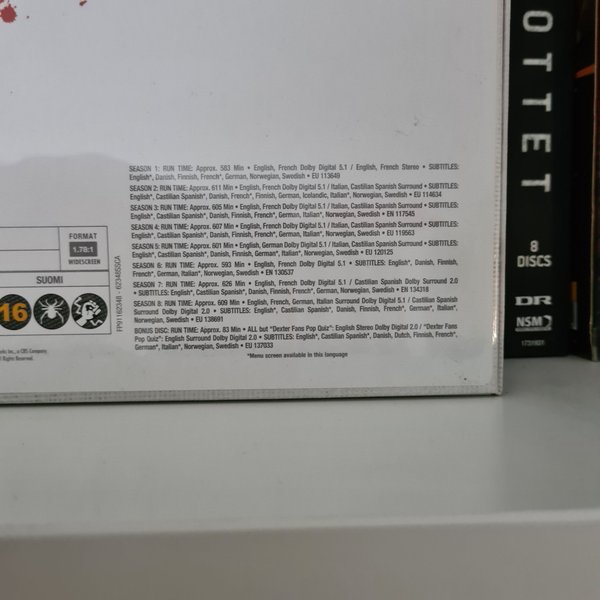 SEASON 1: RUN TIME: Approx. 583 Min • English, French Dolby Digital 5.1 / English, French Stereo • SUBTITLES:
English*, Danish, Finnish, French*, German, Norwegian, Swedish • EU 113649
SEASON 2: RUN TIME: Approx. 611 Min • English, French Dolby Digital 5.1 / Italian, Castilian Spanish Surround • SUBTITLES:
English*, Castilian Spanish*, Danish, French*, Finnish, German, Icelandic, Italian*, Norwegian, Swedish • EU 114634
SEASON 3: RUN TIME: Approx. 605 Min • English, French Dolby Digital 5.1 / Italian, Castilian Spanish Surround • SUBTITLES:
English*, Castilian Spanish*, Danish, Finnish, French*, German, Italian*, Norwegian, Swedish • EN 117545
SEASON 4: RUN TIME: Approx. 607 Min • English, French Dolby Digital 5.1 / Italian, Castilian Spanish Surround • SUBTITLES:
English*, Castilian Spanish*, Danish, Finnish, French*, German, Italian*, Norwegian, Swedish • EU 119563
SEASON 5: RUN TIME: Approx. 601 Min • English, German Dolby Digital 5.1 / Italian, Castilian Spanish Surround • SUBTITLES:
English*, Castilian Spanish*, Danish, Finnish, German, Italian*, Norwegian, Swedish • EU 120125
SEASON 6: RUN TIME: Approx. 593 Min • English, French Dolby Digital 5.1 • SUBTITLES: English*, Danish, Finnish,
French*, German, Italian*, Norwegian, Swedish • EN 130537
SEASON 7: RUN TIME: Approx. 626 Min • English, French Dolby Digital 5.1 / Castilian Spanish Dolby Surround 2.0
• SUBTITLES: English*, Castilian Spanish*, Danish, Finnish, French*, German, Norwegian, Swedish • EN 134318
SEASON 8: RUN TIME: Approx. 609 Min • English, French, German, Italian Surround Dolby Digital 5.1 / Castilian Spanish
Surround Dolby Digital 2.0 • SUBTITLES: English*, Castilian Spanish*, Danish, Finnish, French*, German*, Italian*,
Norwegian, Swedish • EU 138691
BONUS DISC: RUN TIME: Approx. 83 Min • ALL but "Dexter Fans Pop Quiz": English Stereo Dolby Digital 2.0 / "Dexter Fans
Pop Quiz": English Surround Dolby Digital 2.0 • SUBTITLES: English*, Castilian Spanish*, Danish, Dutch, Finnish, French*,
German*, Italian*, Norwegian, Swedish • EU 137033
*Menu screen available in this language
FORMAT
1.78:1
WIDESCREEN
SUOMI
16
FP91162348 - 62348SSCA
Inc., a CBS Company.
All Rights Reserved.
OTTET
8
DISCS
DR
NSM
1731931